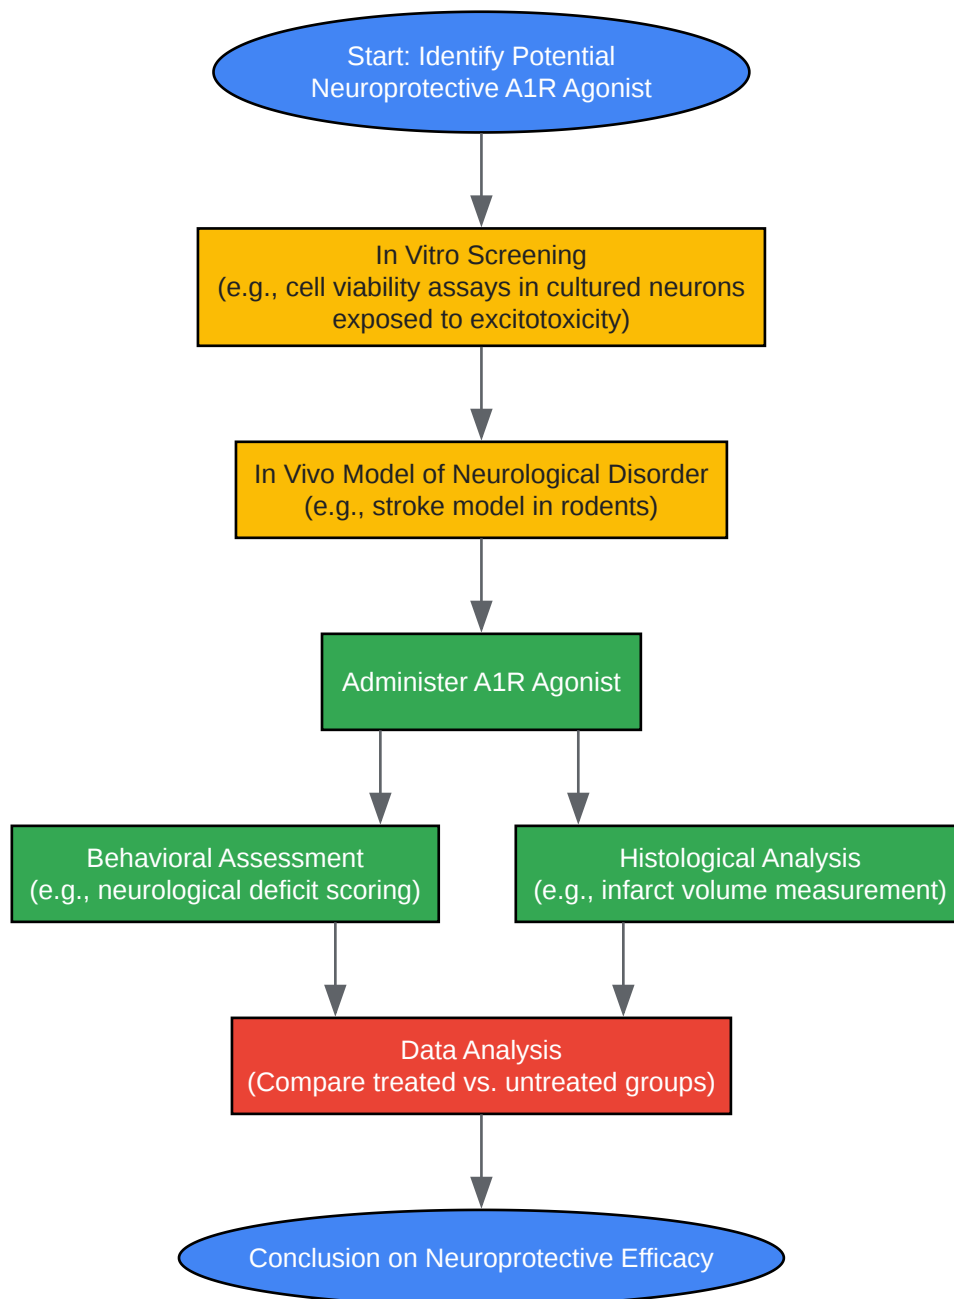 Start: Identify Potential
Neuroprotective A1R Agonist
In Vitro Screening
(e.g., cell viability assays in cultured neurons
exposed to excitotoxicity)
In Vivo Model of Neurological Disorder
(e.g., stroke model in rodents)
Administer A1R Agonist
Behavioral Assessment
(e.g., neurological deficit scoring)
Histological Analysis
(e.g., infarct volume measurement)
Data Analysis
(Compare treated vs. untreated groups)
Conclusion on Neuroprotective Efficacy